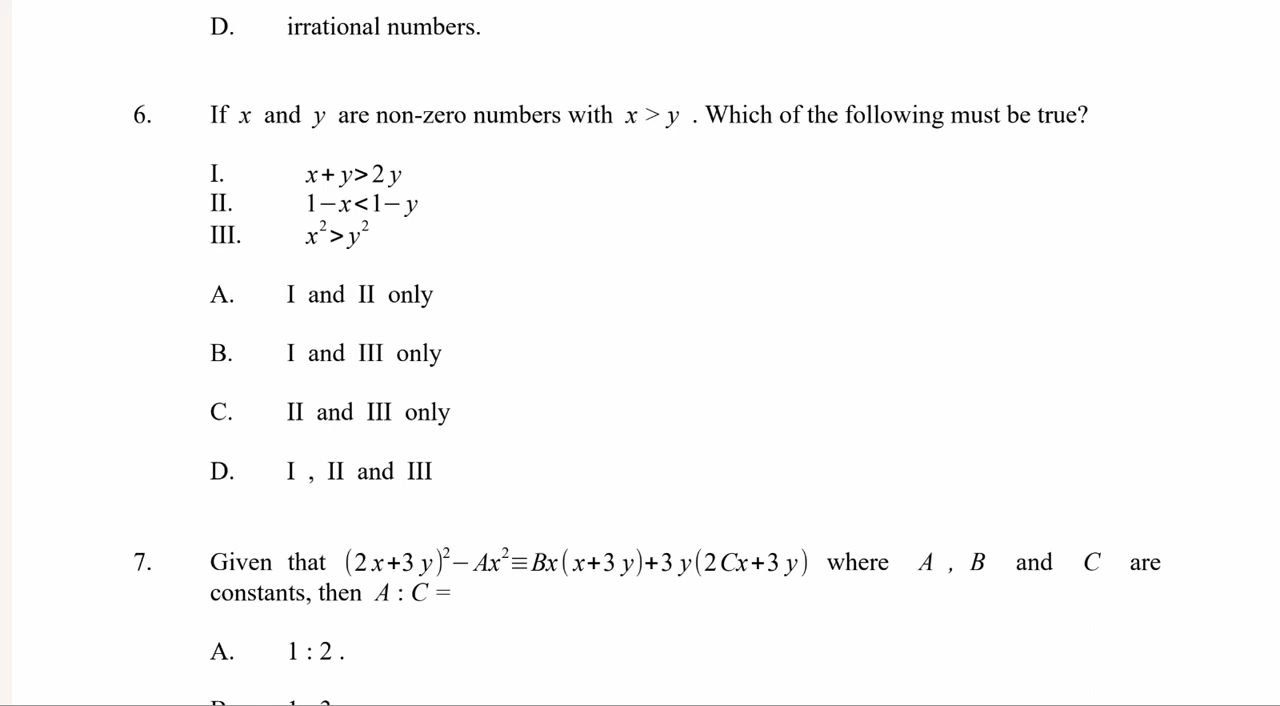 D. irrational numbers.
6. If x and y are non-zero numbers with x > y . Which of the following must be true?
I. x+y>2y
II. 1−x<1−y
III. x²>y²
A. I and II only
B. I and III only
C. II and III only
D. I , II and III
7. Given that (2x+3y)²−Ax²≡Bx(x+3y)+3y(2Cx+3y) where A , B and C are
constants, then A : C =
A. 1 : 2 .